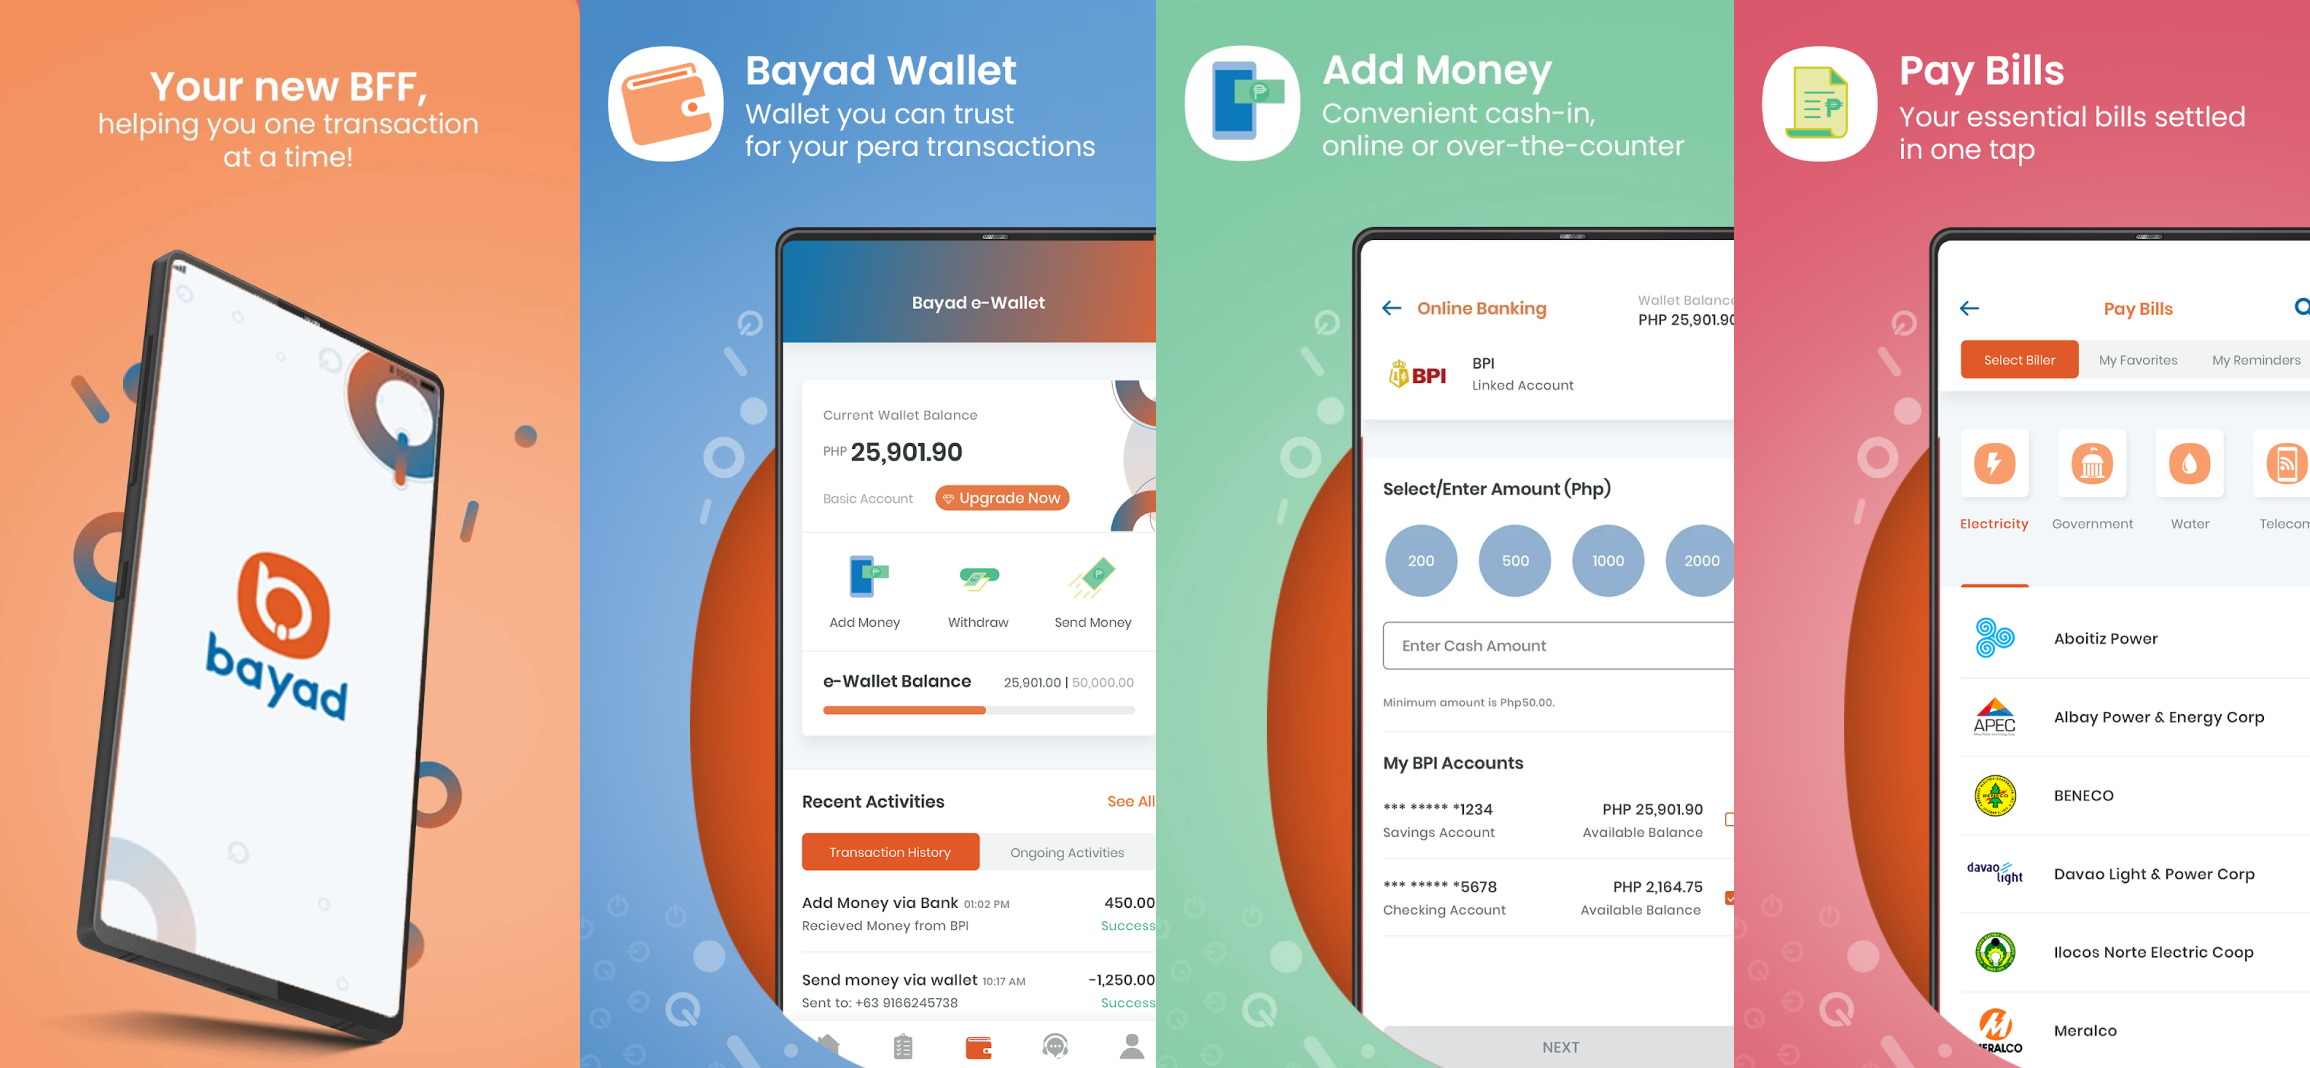 Your new BFF,
helping you one transaction
at a time!
bayad
Bayad Wallet
Wallet you can trust
for your pera transactions
Bayad e-Wallet
Current Wallet Balance
PHP 25,901.90
Basic Account
Upgrade Now
Add Money
Withdraw
Send Money
e-Wallet Balance
25,901.00 | 50,000.00
Recent Activities
See All
Transaction History
Ongoing Activities
Add Money via Bank 01:02 PM
450.00
Recieved Money from BPI
Success
Send money via wallet 10:17 AM
-1,250.00
Sent to: +63 9166245738
Success
Add Money
Convenient cash-in,
online or over-the-counter
Online Banking
Wallet Balance
PHP 25,901.90
BPI
BPI
Linked Account
Select/Enter Amount (Php)
200
500
1000
2000
Enter Cash Amount
Minimum amount is Php50.00.
My BPI Accounts
*** ***** *1234
PHP 25,901.90
Savings Account
Available Balance
*** ***** *5678
PHP 2,164.75
Checking Account
Available Balance
NEXT
Pay Bills
Your essential bills settled
in one tap
Pay Bills
Select Biller
My Favorites
My Reminders
Electricity
Government
Water
Telecom
Aboitiz Power
APEC
Albay Power & Energy Corp
BENECO
BENECO
davao
light
Davao Light & Power Corp
Ilocos Norte Electric Coop
Meralco
MERALCO